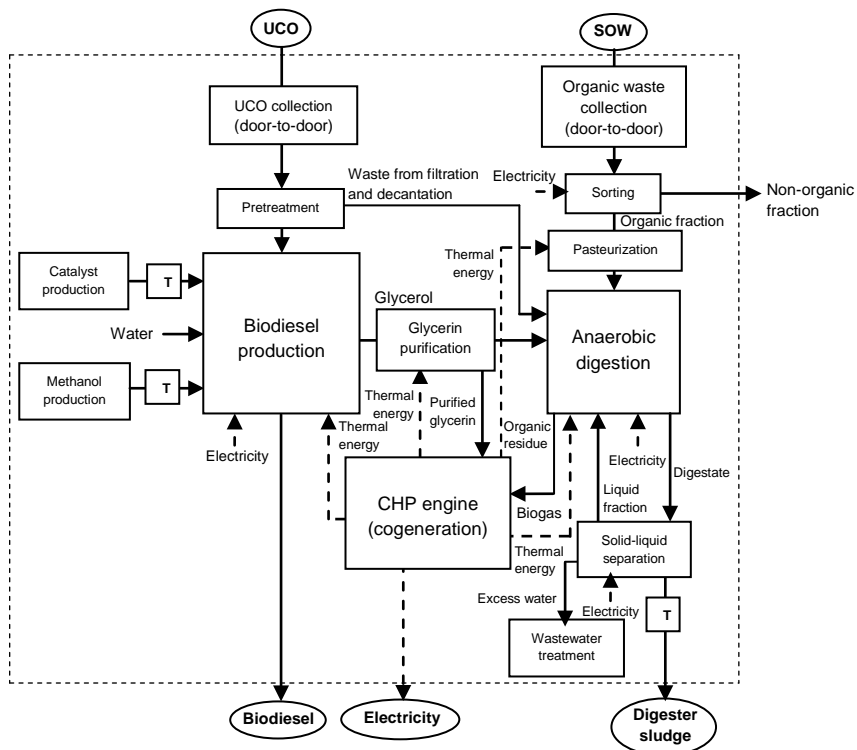 UCO
SOW
UCO collection
(door-to-door)
Organic waste
collection
(door-to-door)
Waste from filtration
and decantation
Electricity
Sorting
Non-organic
fraction
Pretreatment
Organic fraction
Thermal
energy
Pasteurization
Catalyst
production
T
Water
Methanol
production
T
Biodiesel
production
Glycerol
Glycerin
purification
Anaerobic
digestion
Thermal
energy
Purified
glycerin
Thermal
energy
Organic
residue
Electricity
Electricity
Digestate
CHP engine
(cogeneration)
Biogas
Liquid
fraction
Thermal
energy
Solid-liquid
separation
Excess water
Electricity
T
Wastewater
treatment
Biodiesel
Electricity
Digester
sludge